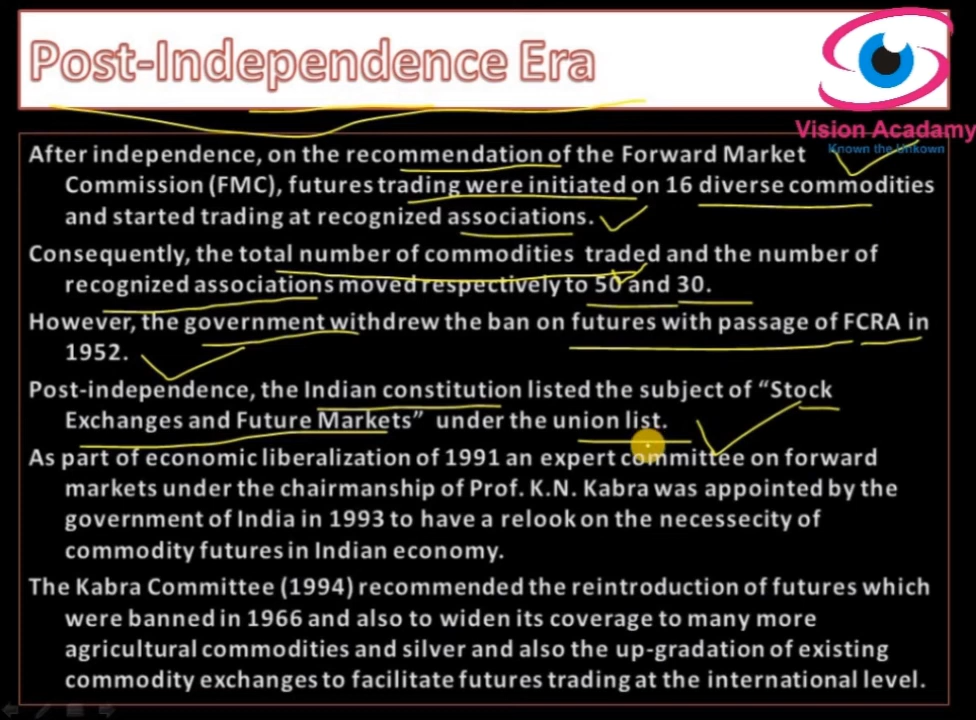 Post-Independence Era
Vision Acadamy
Known the Unkown
After independence, on the recommendation of the Forward Market
Commission (FMC), futures trading were initiated on 16 diverse commodities
and started trading at recognized associations.
Consequently, the total number of commodities traded and the number of
recognized associations moved respectively to 50 and 30.
However, the government withdrew the ban on futures with passage of FCRA in
1952.
Post-independence, the Indian constitution listed the subject of “Stock
Exchanges and Future Markets” under the union list.
As part of economic liberalization of 1991 an expert committee on forward
markets under the chairmanship of Prof. K.N. Kabra was appointed by the
government of India in 1993 to have a relook on the necessecity of
commodity futures in Indian economy.
The Kabra Committee (1994) recommended the reintroduction of futures which
were banned in 1966 and also to widen its coverage to many more
agricultural commodities and silver and also the up-gradation of existing
commodity exchanges to facilitate futures trading at the international level.